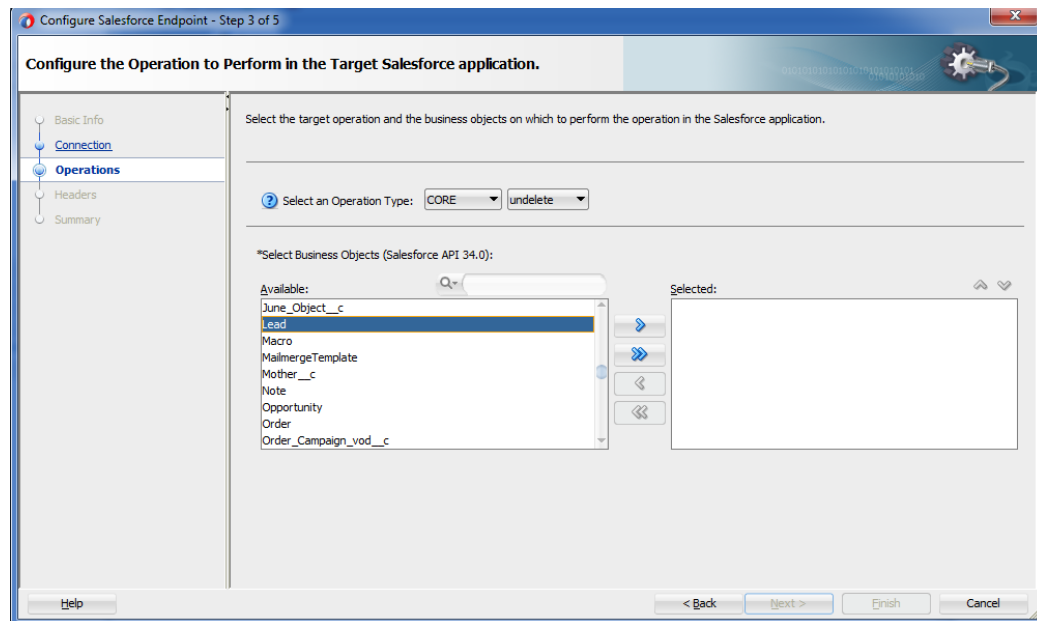 Configure Salesforce Endpoint - Step 3 of 5
Configure the Operation to Perform in the Target Salesforce application.
Basic Info
Connection
Operations
Headers
Summary
Select the target operation and the business objects on which to perform the operation in the Salesforce application.
Select an Operation Type: CORE undelete
*Select Business Objects (Salesforce API 34.0):
Available:
Selected:
June_Object__c
Lead
Macro
MailmergeTemplate
Mother__c
Note
Opportunity
Order
Order_Campaign_vod__c
Help
< Back
Next >
Finish
Cancel